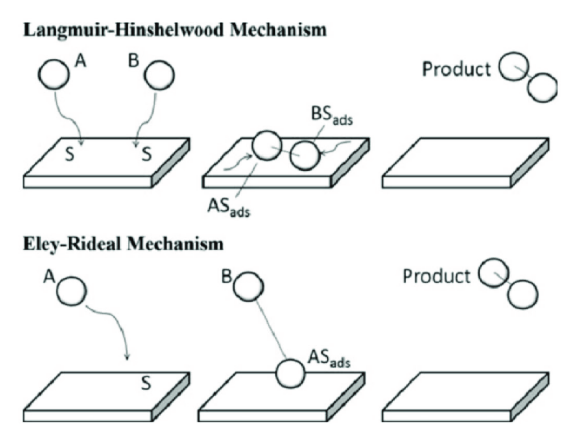 Langmuir-Hinshelwood Mechanism
A B
Product
S S
BSads
ASads
Eley-Rideal Mechanism
A B
Product
S
ASads